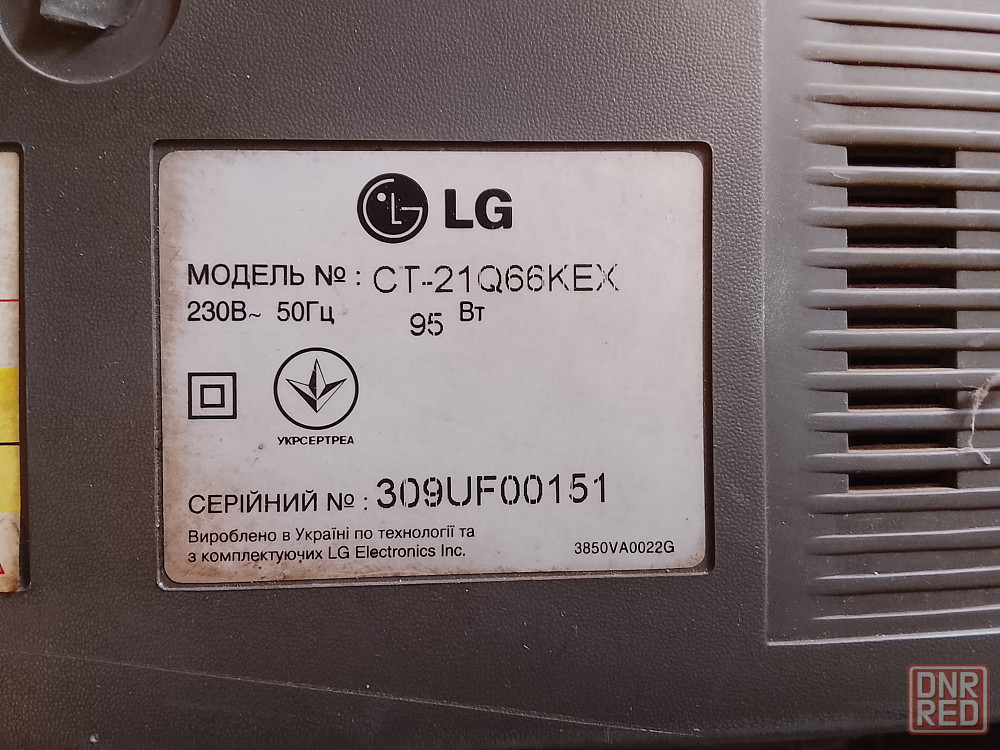 LG
МОДЕЛЬ № : CT-21Q66KEX
230В~ 50Гц 95 Вт
УКРСЕРТРЕА
СЕРІЙНИЙ № : 309UF00151
Вироблено в Україні по технології та
з комплектуючих LG Electronics Inc.
3850VA0022G
DNR
RED